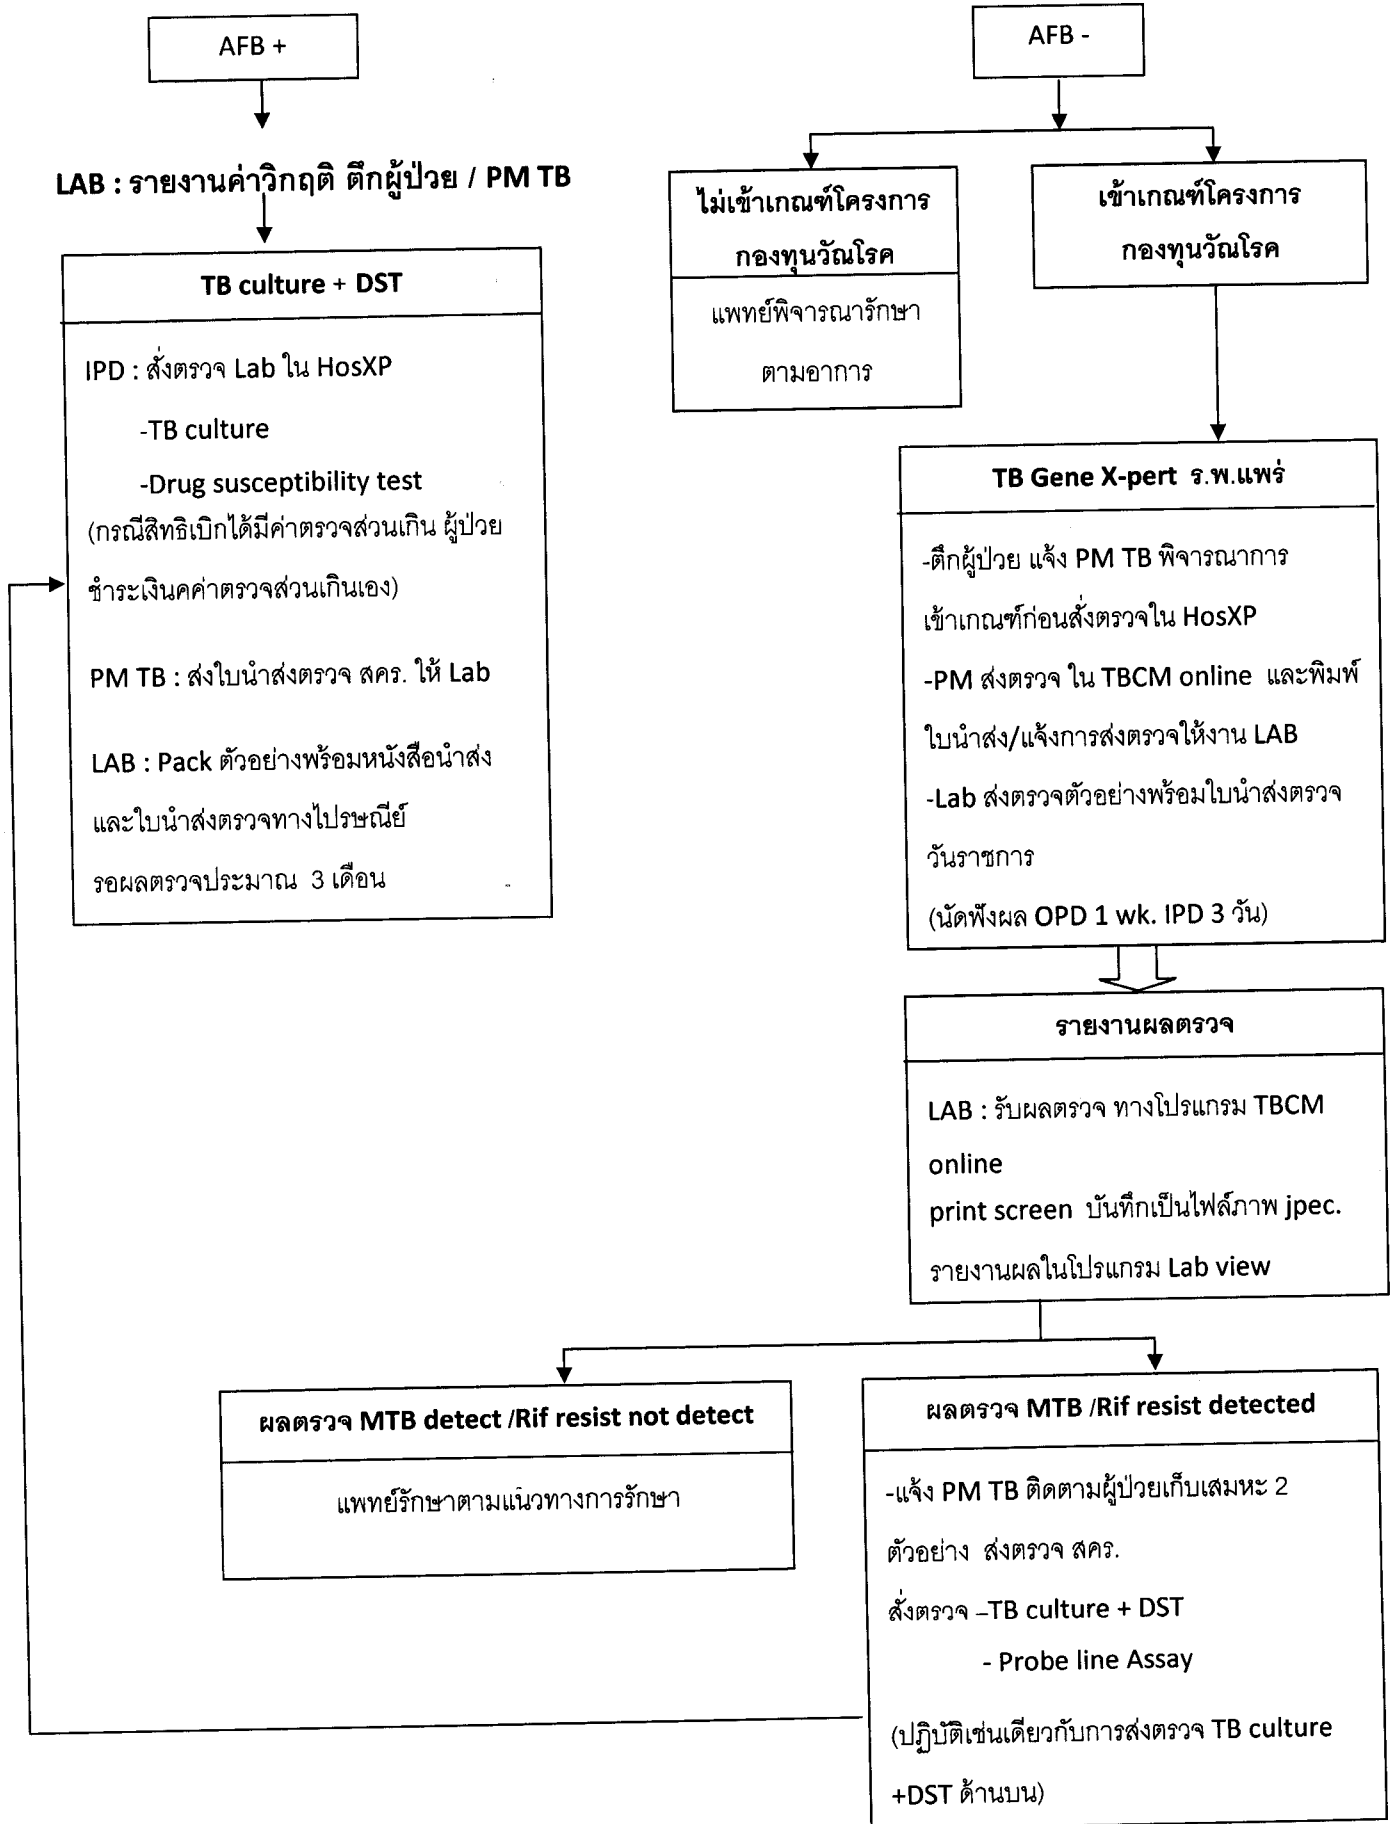 AFB +
LAB : รายงานค่าวิกฤติ ตึกผู้ป่วย / PM TB
TB culture + DST
IPD : สั่งตรวจ Lab ใน HosXP
-TB culture
-Drug susceptibility test
(กรณีสิทธิเบิกได้มีค่าตรวจส่วนเกิน ผู้ป่วย
ชำระเงินคค่าตรวจส่วนเกินเอง)
PM TB : ส่งใบนำส่งตรวจ สคร. ให้ Lab
LAB : Pack ตัวอย่างพร้อมหนังสือนำส่ง
และใบนำส่งตรวจทางไปรษณีย์
รอผลตรวจประมาณ 3 เดือน
AFB -
ไม่เข้าเกณฑ์โครงการ
กองทุนวัณโรค
แพทย์พิจารณารักษา
ตามอาการ
เข้าเกณฑ์โครงการ
กองทุนวัณโรค
TB Gene X-pert ร.พ.แพร่
-ตึกผู้ป่วย แจ้ง PM TB พิจารณาการ
เข้าเกณฑ์ก่อนสั่งตรวจใน HosXP
-PM ส่งตรวจ ใน TBCM online และพิมพ์
ใบนำส่ง/แจ้งการส่งตรวจให้งาน LAB
-Lab ส่งตรวจตัวอย่างพร้อมใบนำส่งตรวจ
วันราชการ
(นัดฟังผล OPD 1 wk. IPD 3 วัน)
รายงานผลตรวจ
LAB : รับผลตรวจ ทางโปรแกรม TBCM
online
print screen บันทึกเป็นไฟล์ภาพ jpec.
รายงานผลในโปรแกรม Lab view
ผลตรวจ MTB detect /Rif resist not detect
แพทย์รักษาตามแนวทางการรักษา
ผลตรวจ MTB /Rif resist detected
-แจ้ง PM TB ติดตามผู้ป่วยเก็บเสมหะ 2
ตัวอย่าง ส่งตรวจ สคร.
สั่งตรวจ –TB culture + DST
- Probe line Assay
(ปฏิบัติเช่นเดียวกับการส่งตรวจ TB culture
+DST ด้านบน)